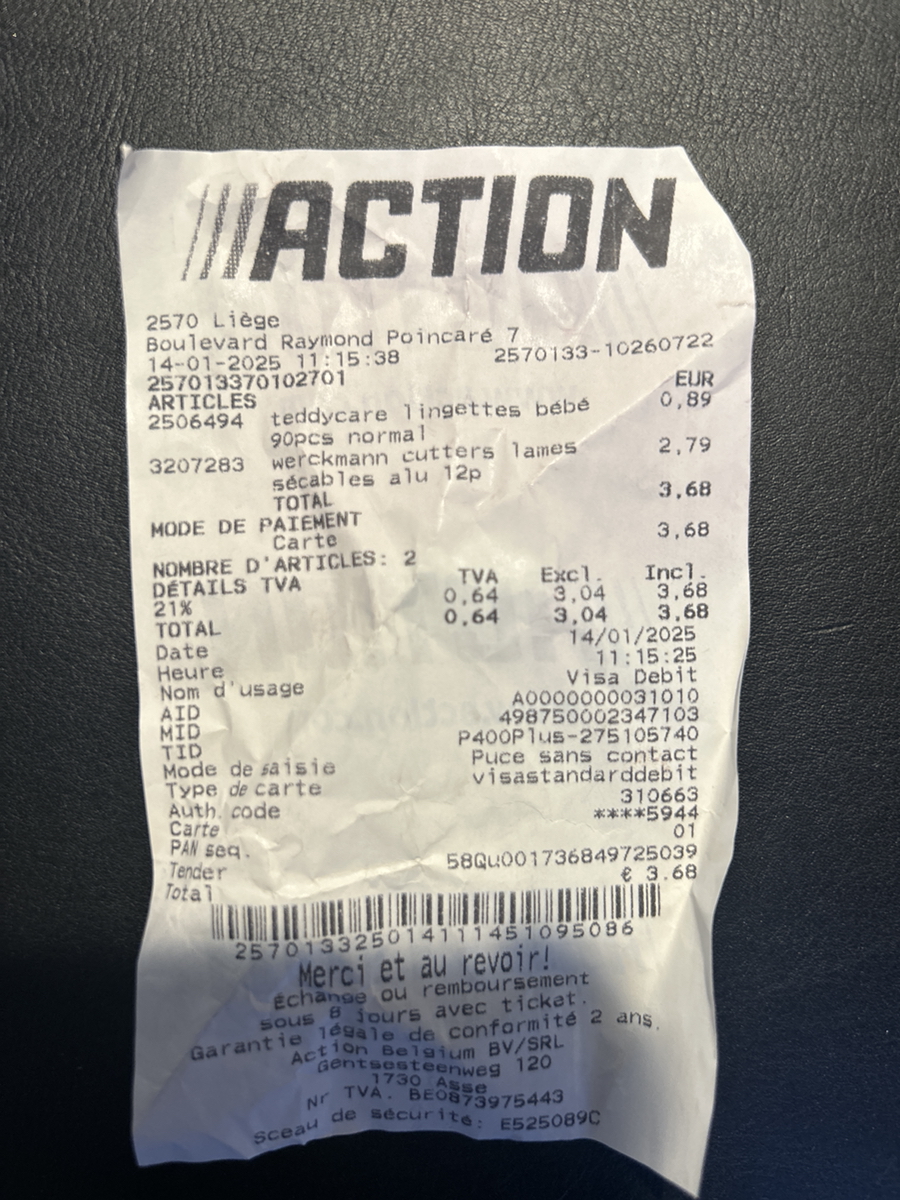 ACTION
2570 Liège
Boulevard Raymond Poincaré 7
14-01-2025 11:15:38 2570133-10260722
257013370102701 EUR
ARTICLES
2506494 teddycare lingettes bébé 0,89
90pcs normal
3207283 werckmann cutters lames 2,79
sécables alu 12p
TOTAL 3,68
MODE DE PAIEMENT
Carte 3,68
NOMBRE D'ARTICLES: 2
DÉTAILS TVA TVA Excl. Incl.
21% 0,64 3,04 3,68
TOTAL 0,64 3,04 3,68
Date 14/01/2025
Heure 11:15:25
Nom d'usage Visa Debit
AID A0000000031010
MID 498750002347103
TID P400Plus-275105740
Mode de saisie Puce sans contact
Type de carte visastandarddebit
Auth. code 310663
Carte ****5944
PAN seq. 01
Tender 58Qu001736849725039
Total € 3.68
2570133250141114510950​86
Merci et au revoir!
Échange ou remboursement
sous 8 jours avec ticket.
Garantie légale de conformité 2 ans.
Action Belgium BV/SRL
Gentsesteenweg 120
1730 Asse
Nr TVA. BE0873975443
Sceau de sécurité: E525089C